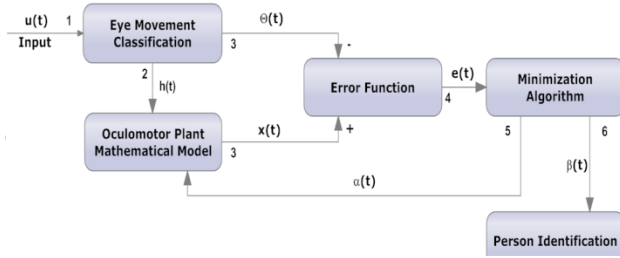 u(t) 1
Input
Eye Movement
Classification
Θ(t)
3
-
2
h(t)
Error Function
e(t)
4
Minimization
Algorithm
Oculomotor Plant
Mathematical Model
x(t)
3
+
5
6
α(t)
β(t)
Person Identification